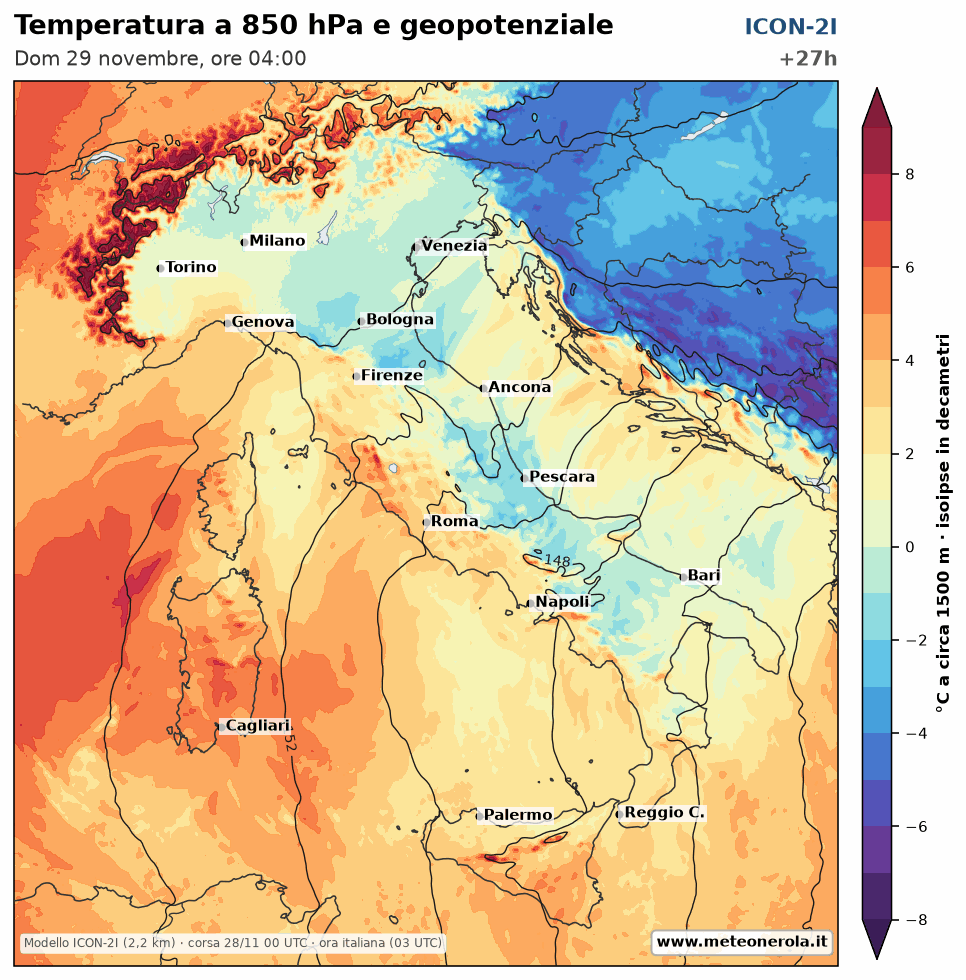 Temperatura a 850 hPa e geopotenziale
ICON-2I
Dom 29 novembre, ore 04:00
+27h
Milano
Venezia
Torino
Genova
Bologna
Firenze
Ancona
Pescara
Roma
148
Bari
Napoli
Cagliari
52
Palermo
Reggio C.
8
6
4
2
0
−2
−4
−6
−8
°C a circa 1500 m · isoipse in decametri
Modello ICON-2I (2,2 km) · corsa 28/11 00 UTC · ora italiana (03 UTC)
www.meteonerola.it